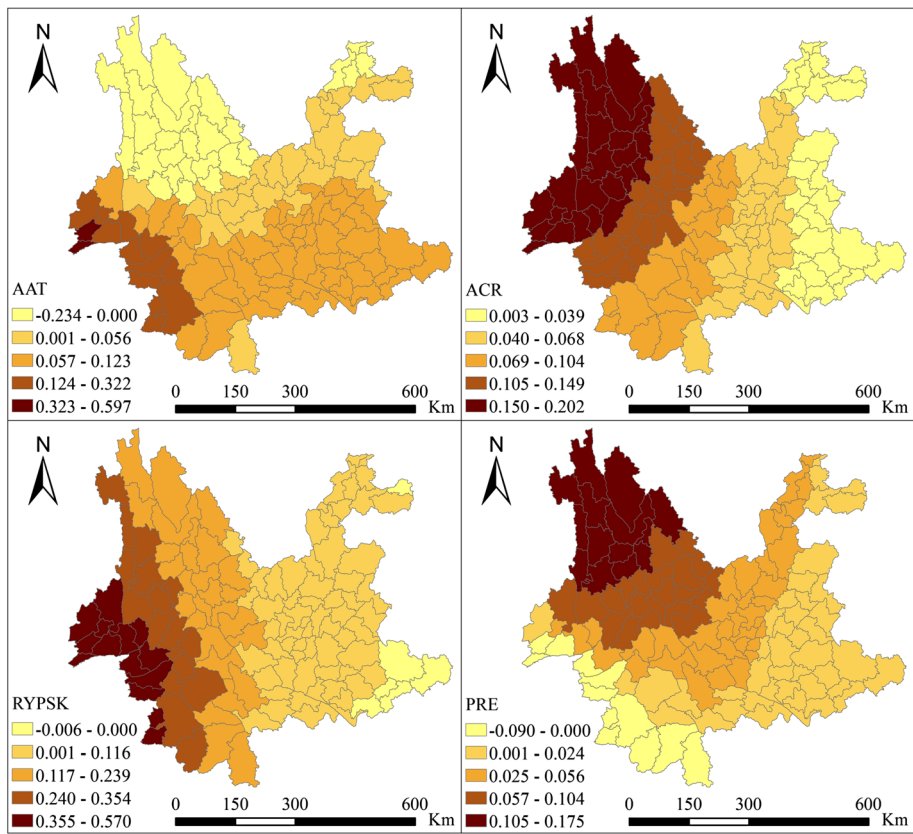 N
AAT
-0.234 - 0.000
0.001 - 0.056
0.057 - 0.123
0.124 - 0.322
0.323 - 0.597
0 150 300 600
Km
N
ACR
0.003 - 0.039
0.040 - 0.068
0.069 - 0.104
0.105 - 0.149
0.150 - 0.202
0 150 300 600
Km
N
RYPSK
-0.006 - 0.000
0.001 - 0.116
0.117 - 0.239
0.240 - 0.354
0.355 - 0.570
0 150 300 600
Km
N
PRE
-0.090 - 0.000
0.001 - 0.024
0.025 - 0.056
0.057 - 0.104
0.105 - 0.175
0 150 300 600
Km